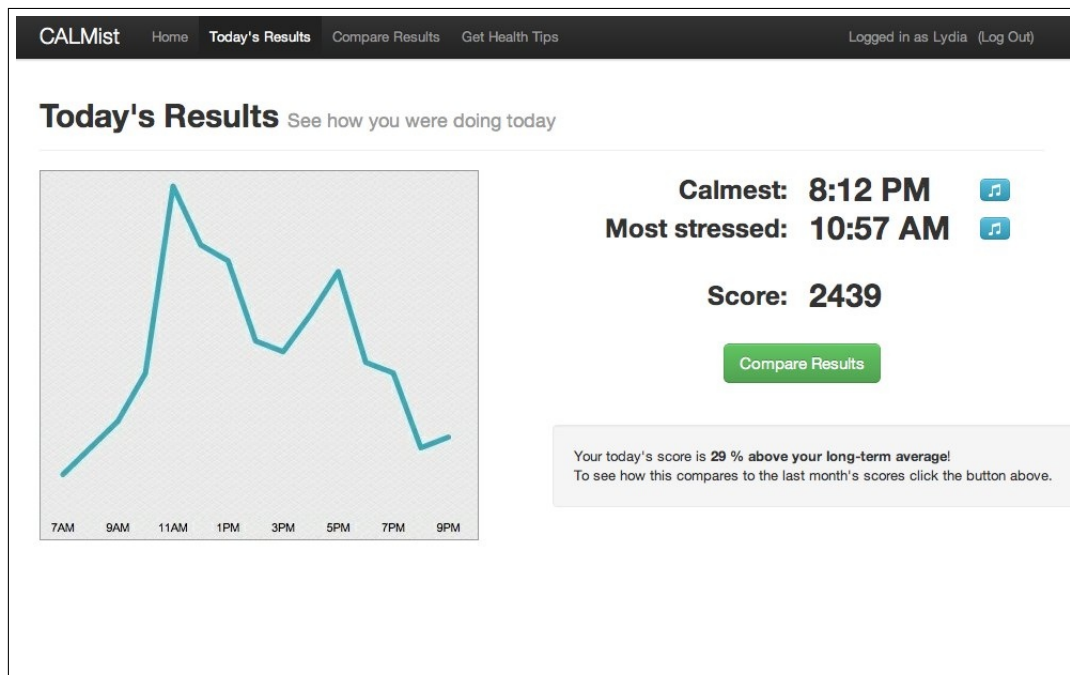 CALMist Home Today's Results Compare Results Get Health Tips Logged in as Lydia (Log Out)
Today's Results See how you were doing today
Calmest: 8:12 PM
Most stressed: 10:57 AM
Score: 2439
Compare Results
Your today's score is 29 % above your long-term average!
To see how this compares to the last month's scores click the button above.
7AM 9AM 11AM 1PM 3PM 5PM 7PM 9PM